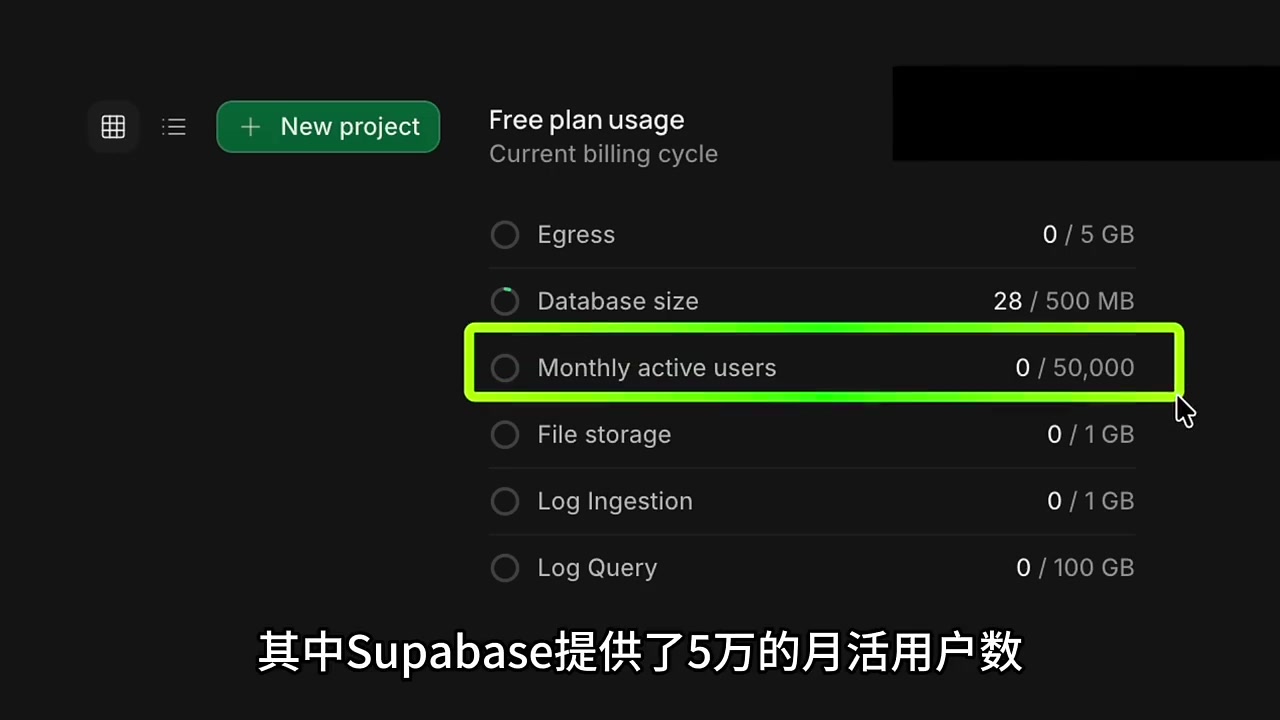 New project
Free plan usage
Current billing cycle
Egress 0 / 5 GB
Database size 28 / 500 MB
Monthly active users 0 / 50,000
File storage 0 / 1 GB
Log Ingestion 0 / 1 GB
Log Query 0 / 100 GB
其中Supabase提供了5万的月活用户数